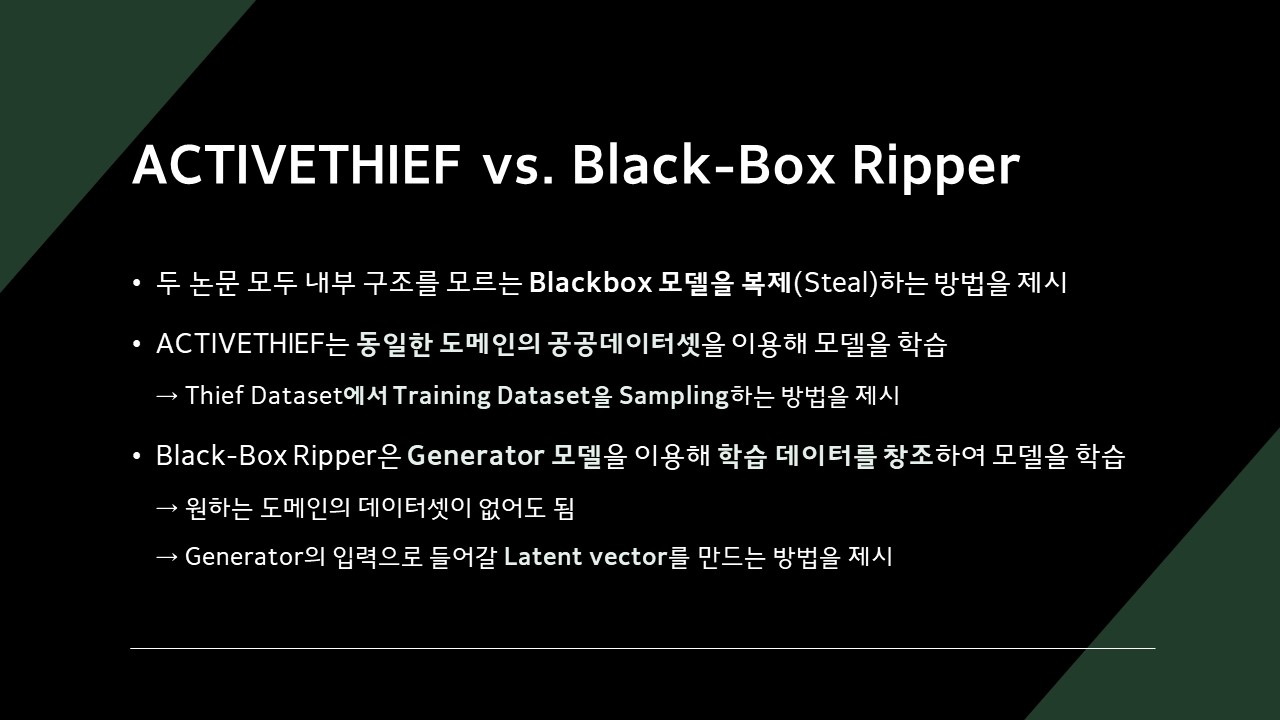 ACTIVETHIEF vs. Black-Box Ripper
• 두 논문 모두 내부 구조를 모르는 Blackbox 모델을 복제(Steal)하는 방법을 제시
• ACTIVETHIEF는 동일한 도메인의 공공데이터셋을 이용해 모델을 학습
→ Thief Dataset에서 Training Dataset을 Sampling하는 방법을 제시
• Black-Box Ripper은 Generator 모델을 이용해 학습 데이터를 창조하여 모델을 학습
→ 원하는 도메인의 데이터셋이 없어도 됨
→ Generator의 입력으로 들어갈 Latent vector를 만드는 방법을 제시